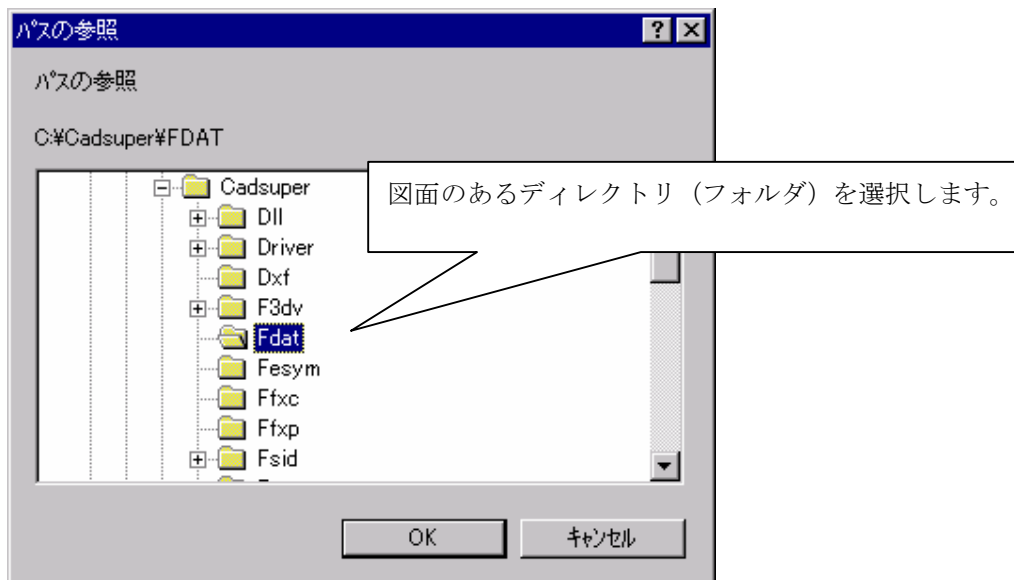 ﾊﾟｽの参照
ﾊﾟｽの参照
C:¥Cadsuper¥FDAT
Cadsuper
図面のあるディレクトリ（フォルダ）を選択します。
Dll
Driver
Dxf
F3dv
Fdat
Fesym
Ffxc
Ffxp
Fsid
OK
ｷｬﾝｾﾙ